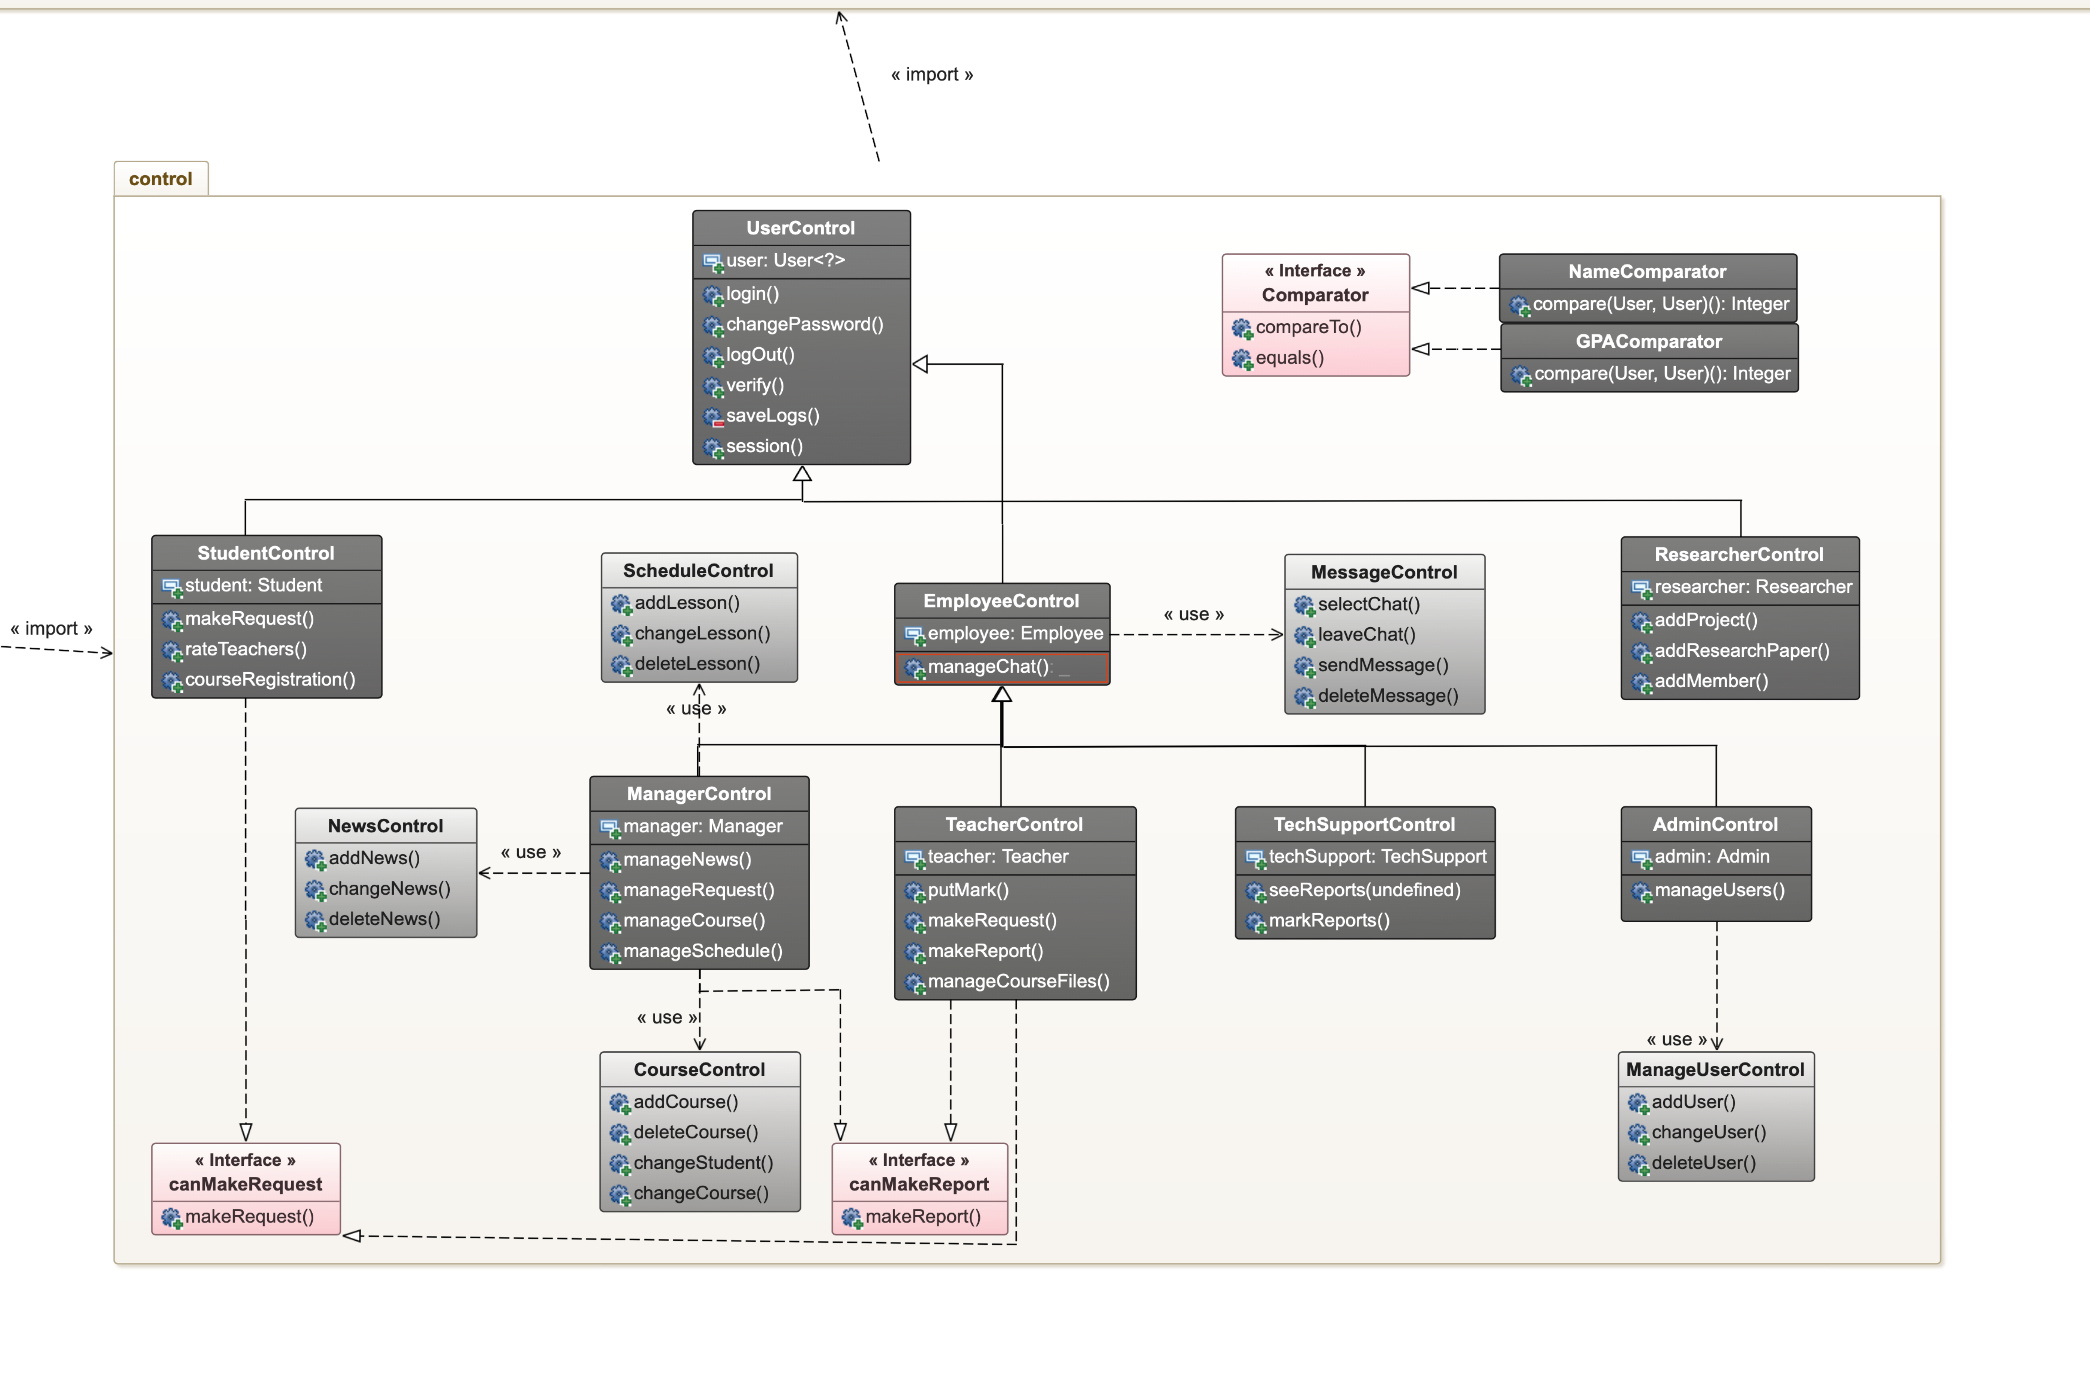 « import »
control
UserControl
user: User<?>
login()
changePassword()
logOut()
verify()
saveLogs()
session()
« Interface »
Comparator
compareTo()
equals()
NameComparator
compare(User, User)(): Integer
GPAComparator
compare(User, User)(): Integer
« import »
StudentControl
student: Student
makeRequest()
rateTeachers()
courseRegistration()
ScheduleControl
addLesson()
changeLesson()
deleteLesson()
« use »
EmployeeControl
employee: Employee
manageChat(): _
« use »
MessageControl
selectChat()
leaveChat()
sendMessage()
deleteMessage()
ResearcherControl
researcher: Researcher
addProject()
addResearchPaper()
addMember()
NewsControl
addNews()
changeNews()
deleteNews()
« use »
ManagerControl
manager: Manager
manageNews()
manageRequest()
manageCourse()
manageSchedule()
TeacherControl
teacher: Teacher
putMark()
makeRequest()
makeReport()
manageCourseFiles()
TechSupportControl
techSupport: TechSupport
seeReports(undefined)
markReports()
AdminControl
admin: Admin
manageUsers()
« use »
CourseControl
addCourse()
deleteCourse()
changeStudent()
changeCourse()
« use »
ManageUserControl
addUser()
changeUser()
deleteUser()
« Interface »
canMakeRequest
makeRequest()
« Interface »
canMakeReport
makeReport()